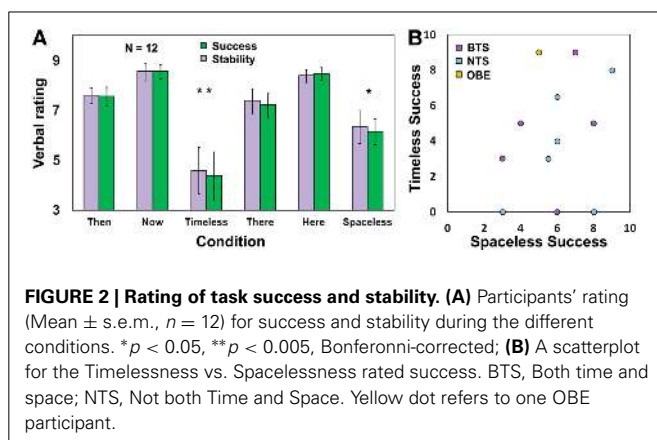 A
N = 12
Success
Stability
Verbal rating
9
7
5
3
* *
*
Then Now Timeless There Here Spaceless
Condition
B
BTS
NTS
OBE
Timeless Success
10
8
6
4
2
0
0 2 4 6 8 10
Spaceless Success
FIGURE 2 | Rating of task success and stability. (A) Participants' rating
(Mean ± s.e.m., n = 12) for success and stability during the different
conditions. *p < 0.05, **p < 0.005, Bonferonni-corrected; (B) A scatterplot
for the Timelessness vs. Spacelessness rated success. BTS, Both time and
space; NTS, Not both Time and Space. Yellow dot refers to one OBE
participant.